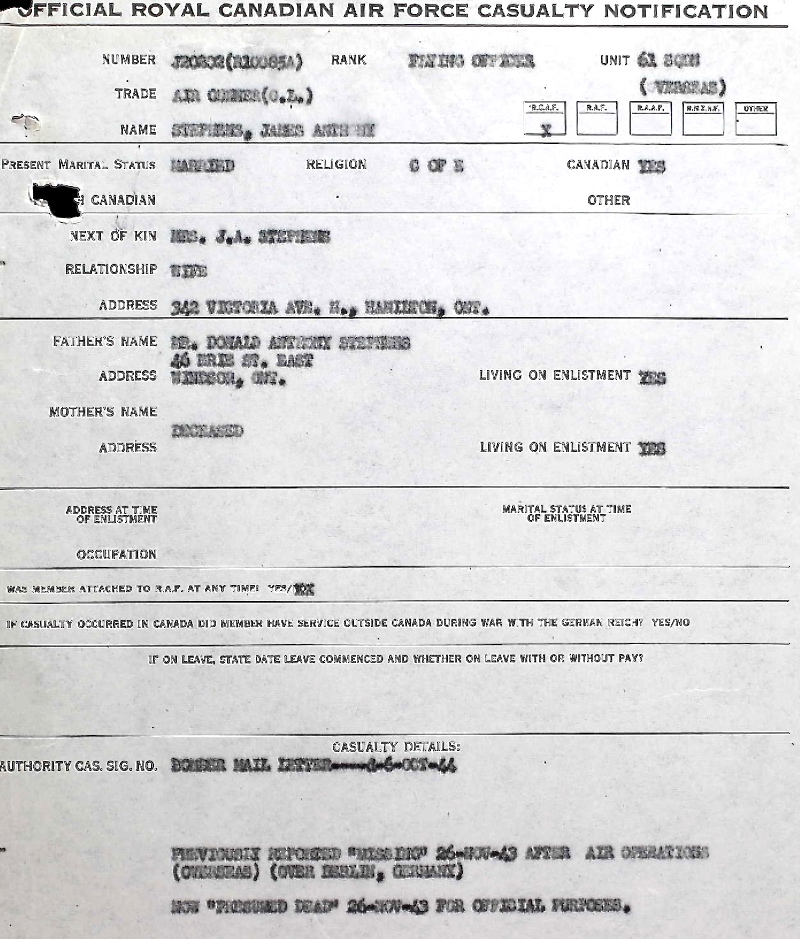 OFFICIAL ROYAL CANADIAN AIR FORCE CASUALTY NOTIFICATION
NUMBER RANK FLYING OFFICER UNIT 61 SQDN
TRADE AIR GUNNER(C.L.) (OVERSEAS)
R.C.A.F. R.A.F. R.A.A.F. R.N.Z.A.F. OTHER
NAME STEPHENS, JAMES ANTHONY X
PRESENT MARITAL STATUS MARRIED RELIGION C OF E CANADIAN YES
CANADIAN OTHER
NEXT OF KIN MRS. J.A. STEPHENS
RELATIONSHIP WIFE
ADDRESS 342 VICTORIA AVE. N., HAMILTON, ONT.
FATHER'S NAME MR. DONALD ANTHONY STEPHENS
46 ERIE ST. EAST
ADDRESS WINDSOR, ONT. LIVING ON ENLISTMENT YES
MOTHER'S NAME
DECEASED
ADDRESS LIVING ON ENLISTMENT YES
ADDRESS AT TIME MARITAL STATUS AT TIME
OF ENLISTMENT OF ENLISTMENT
OCCUPATION
WAS MEMBER ATTACHED TO R.A.F. AT ANY TIME? YES/
IF CASUALTY OCCURRED IN CANADA DID MEMBER HAVE SERVICE OUTSIDE CANADA DURING WAR WITH THE GERMAN REICH? YES/NO
IF ON LEAVE, STATE DATE LEAVE COMMENCED AND WHETHER ON LEAVE WITH OR WITHOUT PAY?
CASUALTY DETAILS:
AUTHORITY CAS. SIG. NO. BOMBER MAIL LETTER
PREVIOUSLY REPORTED "MISSING" 26-NOV-43 AFTER AIR OPERATIONS
(OVERSEAS) (OVER BERLIN, GERMANY)
NOW "PRESUMED DEAD" 26-NOV-43 FOR OFFICIAL PURPOSES.